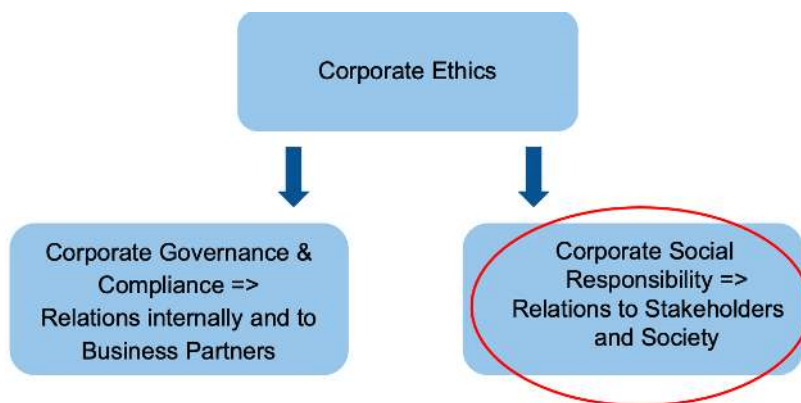 Corporate Ethics
Corporate Governance &
Compliance =>
Relations internally and to
Business Partners
Corporate Social
Responsibility =>
Relations to Stakeholders
and Society